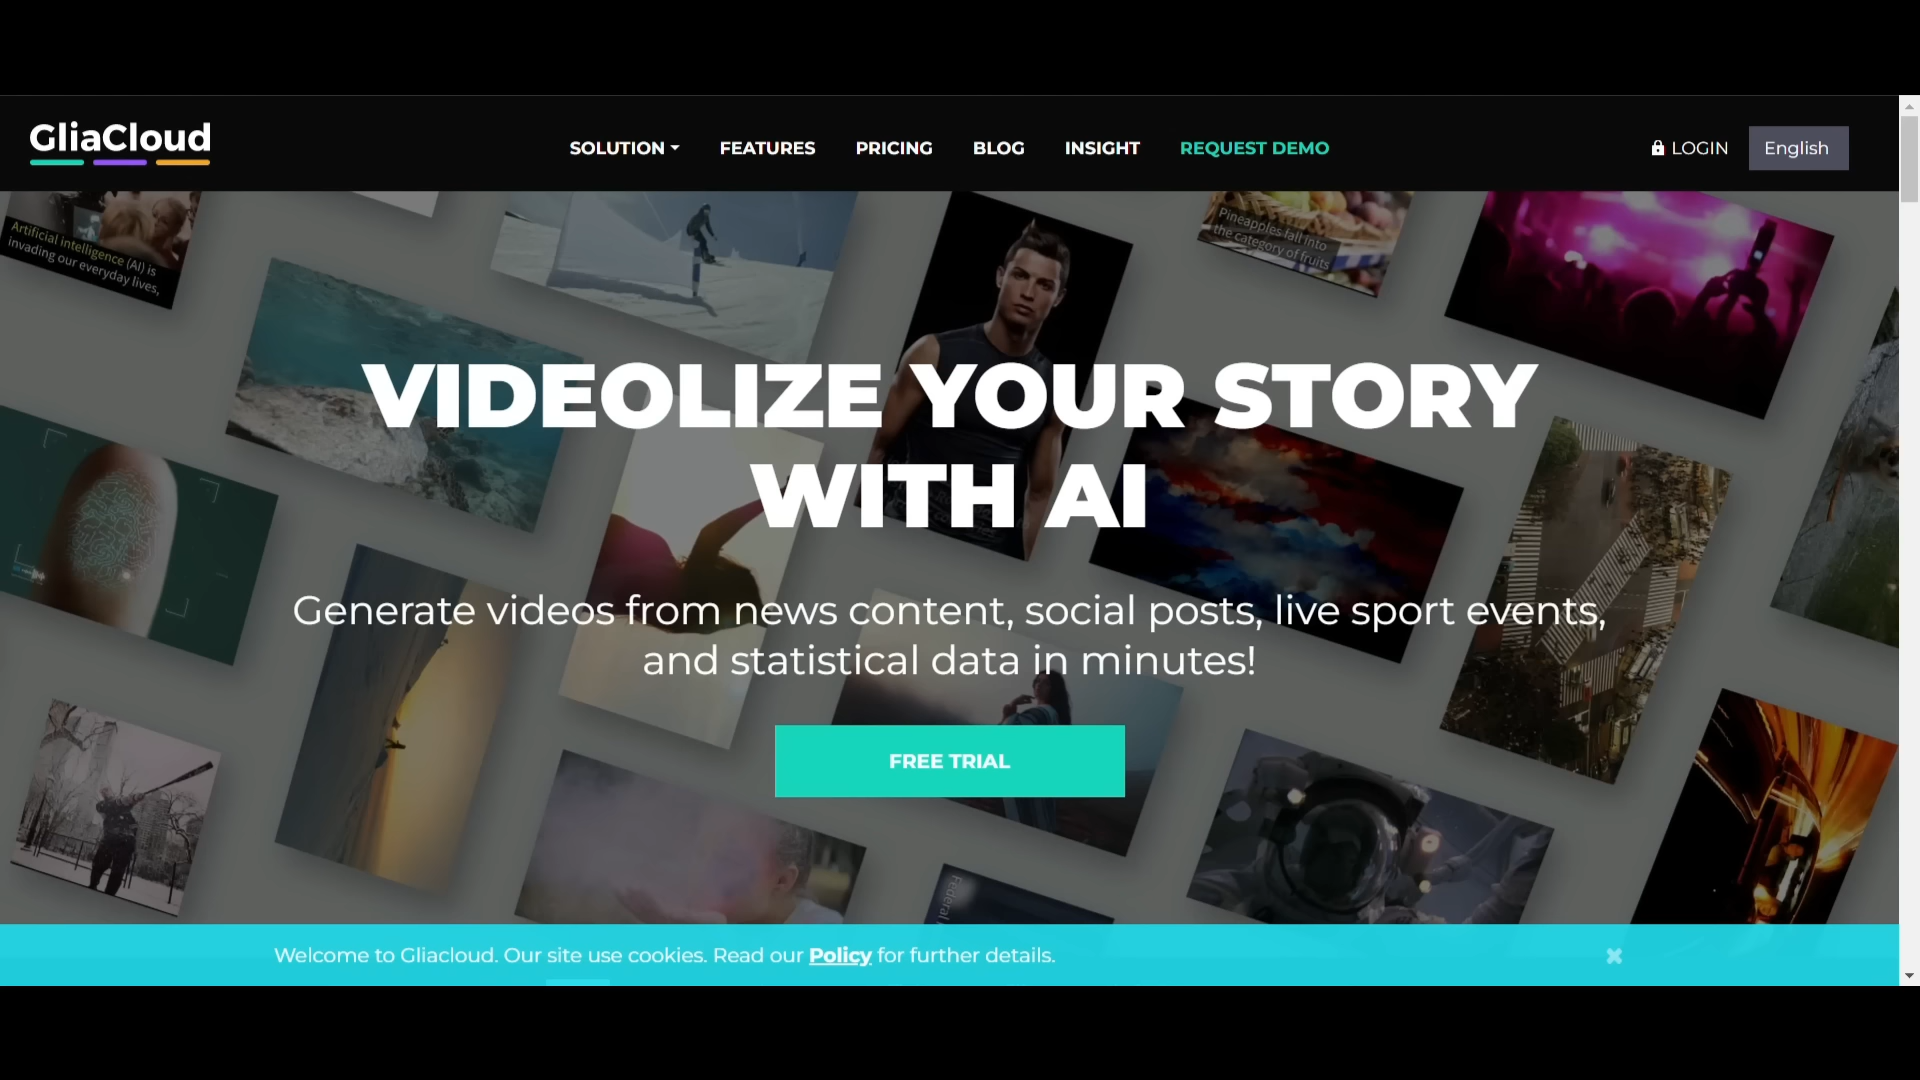 GliaCloud
SOLUTION
FEATURES
PRICING
BLOG
INSIGHT
REQUEST DEMO
LOGIN
English
Artificial intelligence (AI) is
invading our everyday lives,
Pineapples fall into
the category of fruits
VIDEOLIZE YOUR STORY
WITH AI
Generate videos from news content, social posts, live sport events,
and statistical data in minutes!
FREE TRIAL
Federal
Welcome to Gliacloud. Our site use cookies. Read our Policy for further details.